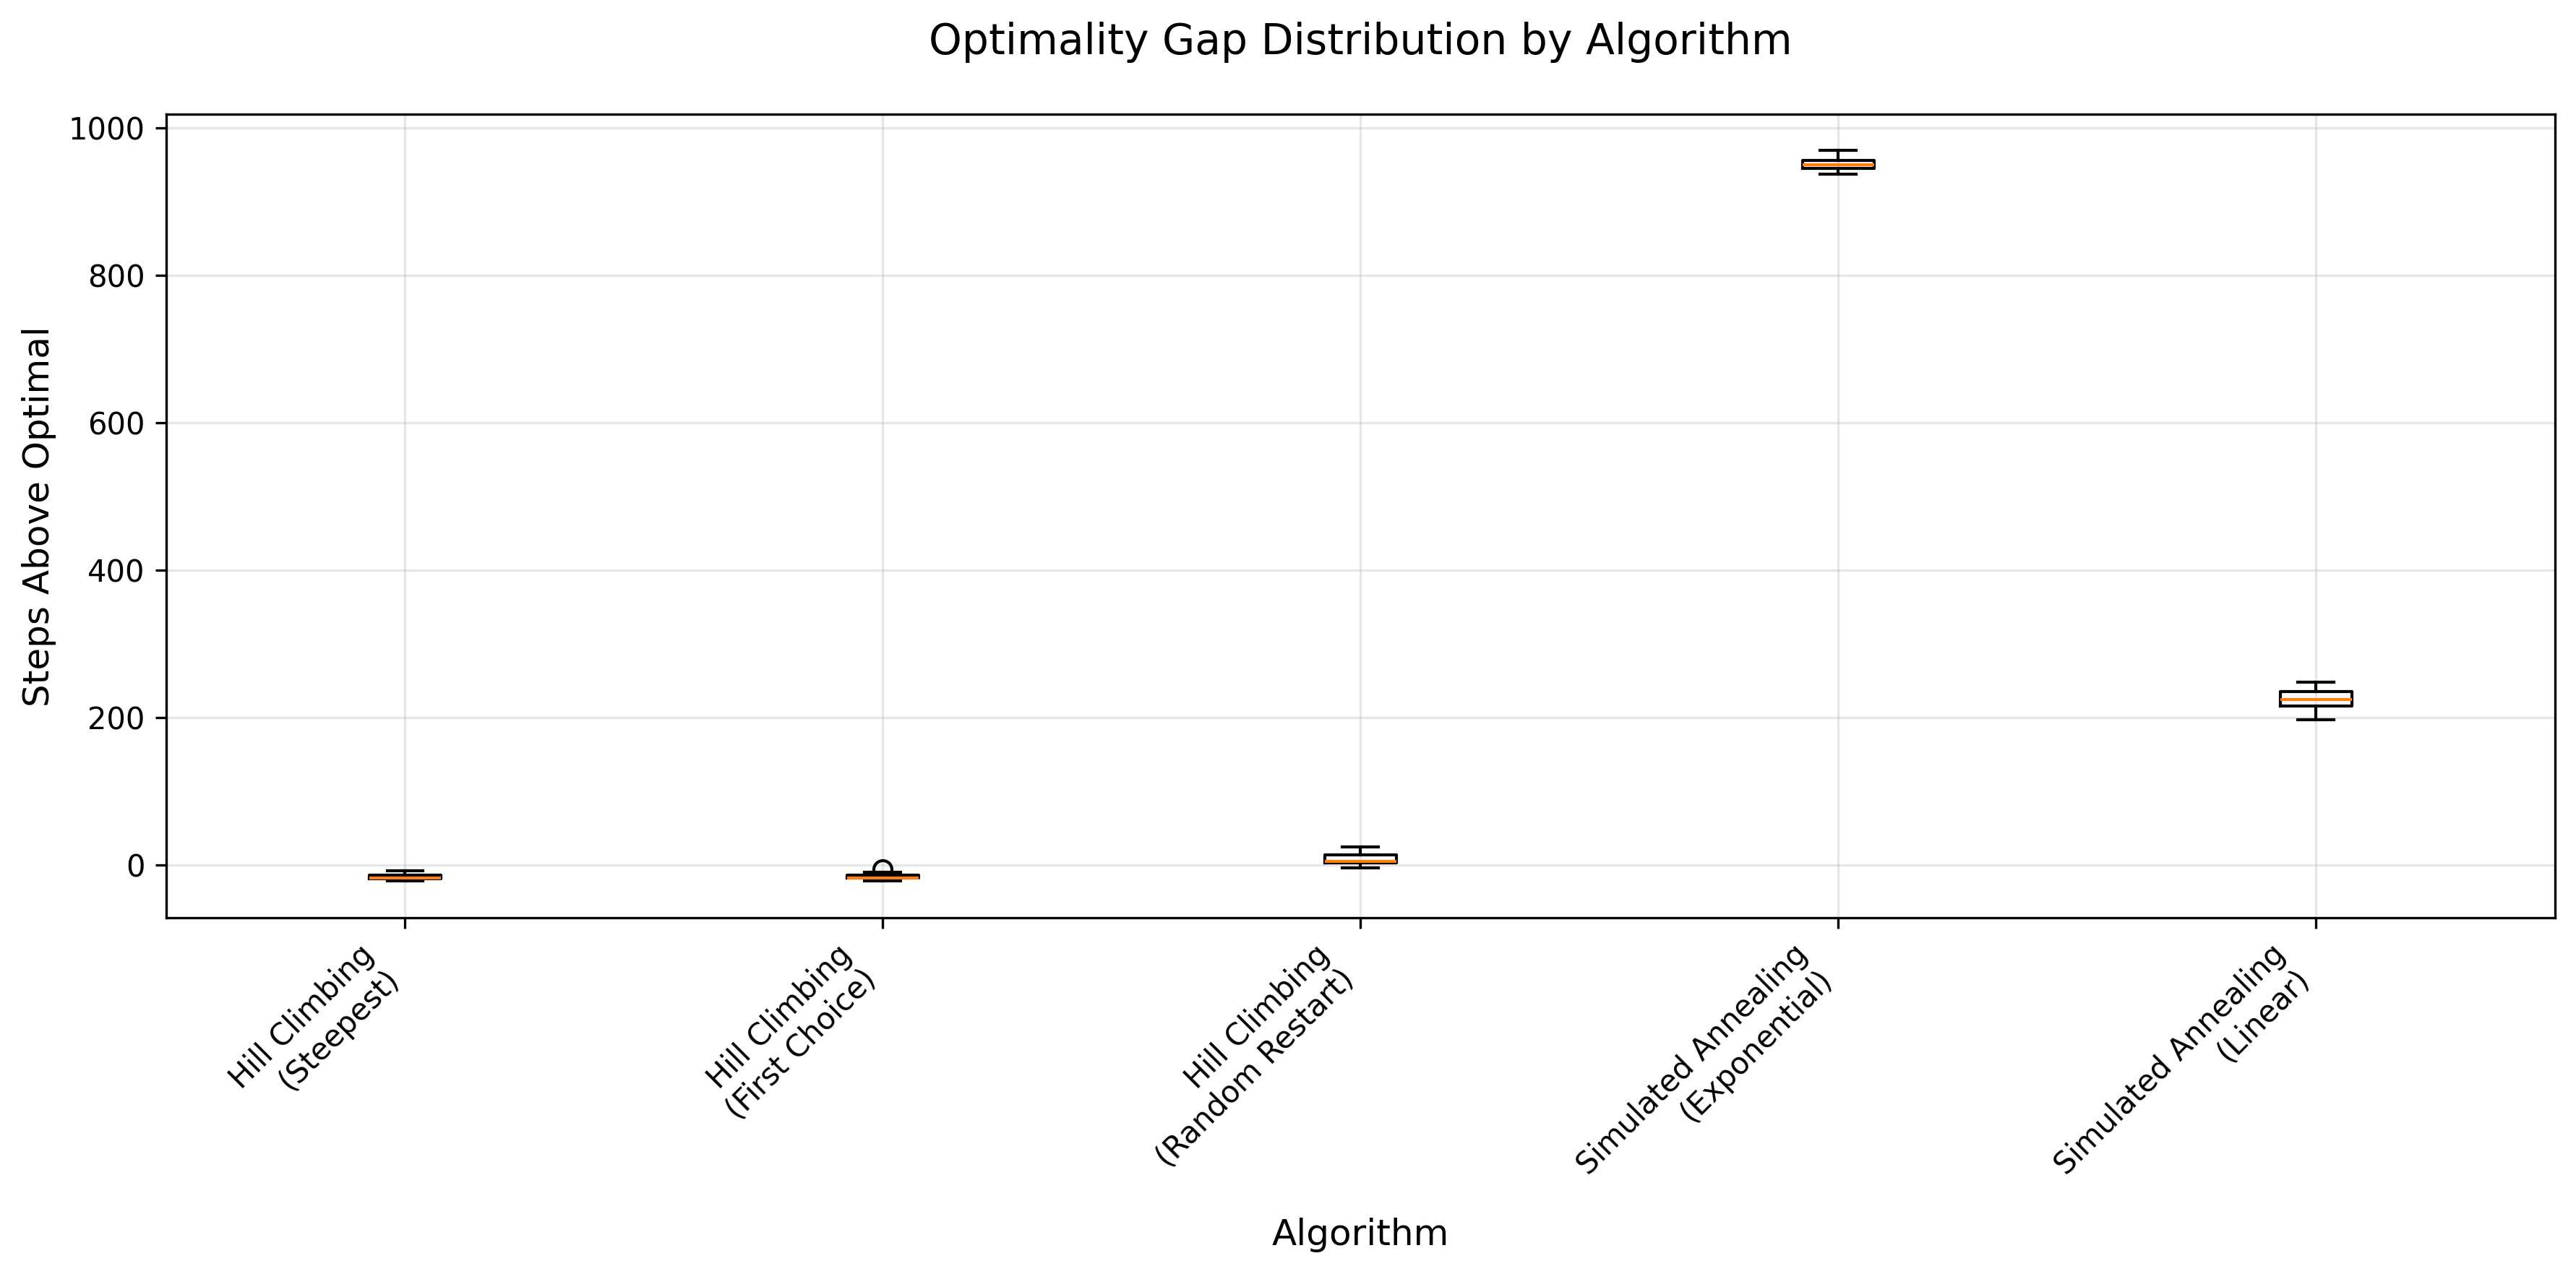 Optimality Gap Distribution by Algorithm
Steps Above Optimal
1000
800
600
400
200
0
Hill Climbing
(Steepest)
Hill Climbing
(First Choice)
Hill Climbing
(Random Restart)
Simulated Annealing
(Exponential)
Simulated Annealing
(Linear)
Algorithm